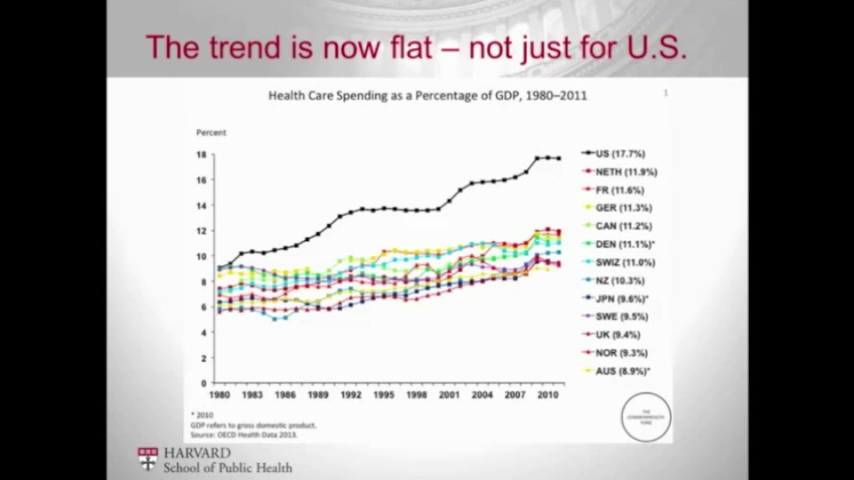 The trend is now flat – not just for U.S.
Health Care Spending as a Percentage of GDP, 1980–2011
1
Percent
18
16
14
12
10
8
6
4
2
0
1980 1983 1986 1989 1992 1995 1998 2001 2004 2007 2010
US (17.7%)
NETH (11.9%)
FR (11.6%)
GER (11.3%)
CAN (11.2%)
DEN (11.1%)*
SWIZ (11.0%)
NZ (10.3%)
JPN (9.6%)*
SWE (9.5%)
UK (9.4%)
NOR (9.3%)
AUS (8.9%)*
* 2010
GDP refers to gross domestic product.
Source: OECD Health Data 2013.
THE
COMMONWEALTH
FUND
HARVARD
School of Public Health